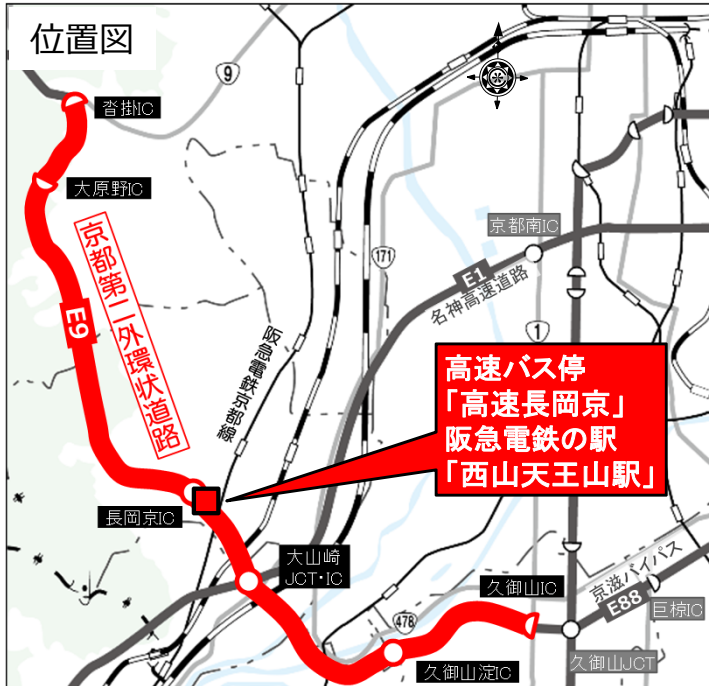 位置図
9
沓掛IC
大原野IC
京都第二外環状道路
E9
171
京都南IC
E1
名神高速道路
1
阪急電鉄京都線
高速バス停
「高速長岡京」
阪急電鉄の駅
「西山天王山駅」
長岡京IC
大山崎
JCT・IC
478
久御山IC
京滋バイパス
E88
巨椋IC
久御山淀IC
久御山JCT